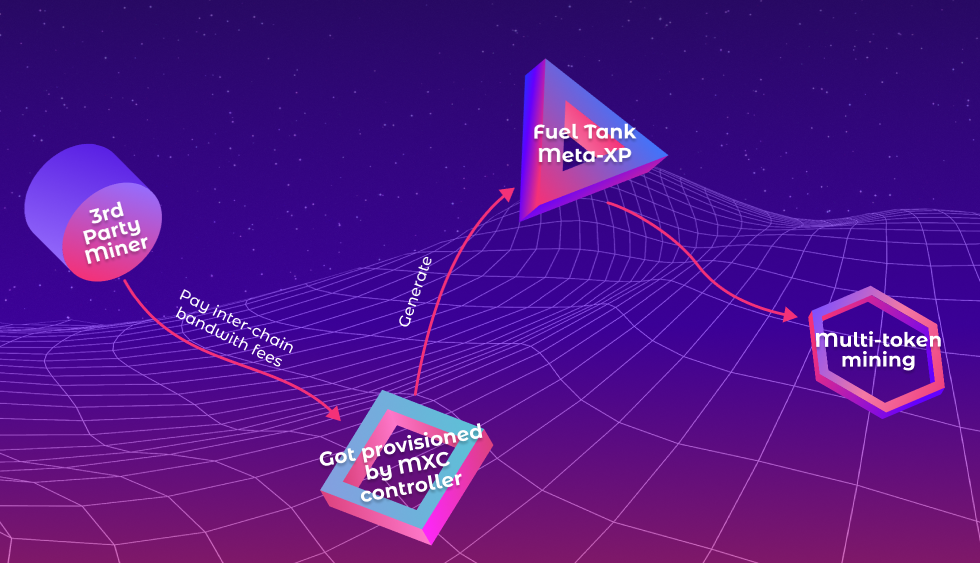 3rd
Party
Miner
Pay inter-chain
bandwith fees
Got provisioned
by MXC
controller
Generate
Fuel Tank
Meta-XP
Multi-token
mining